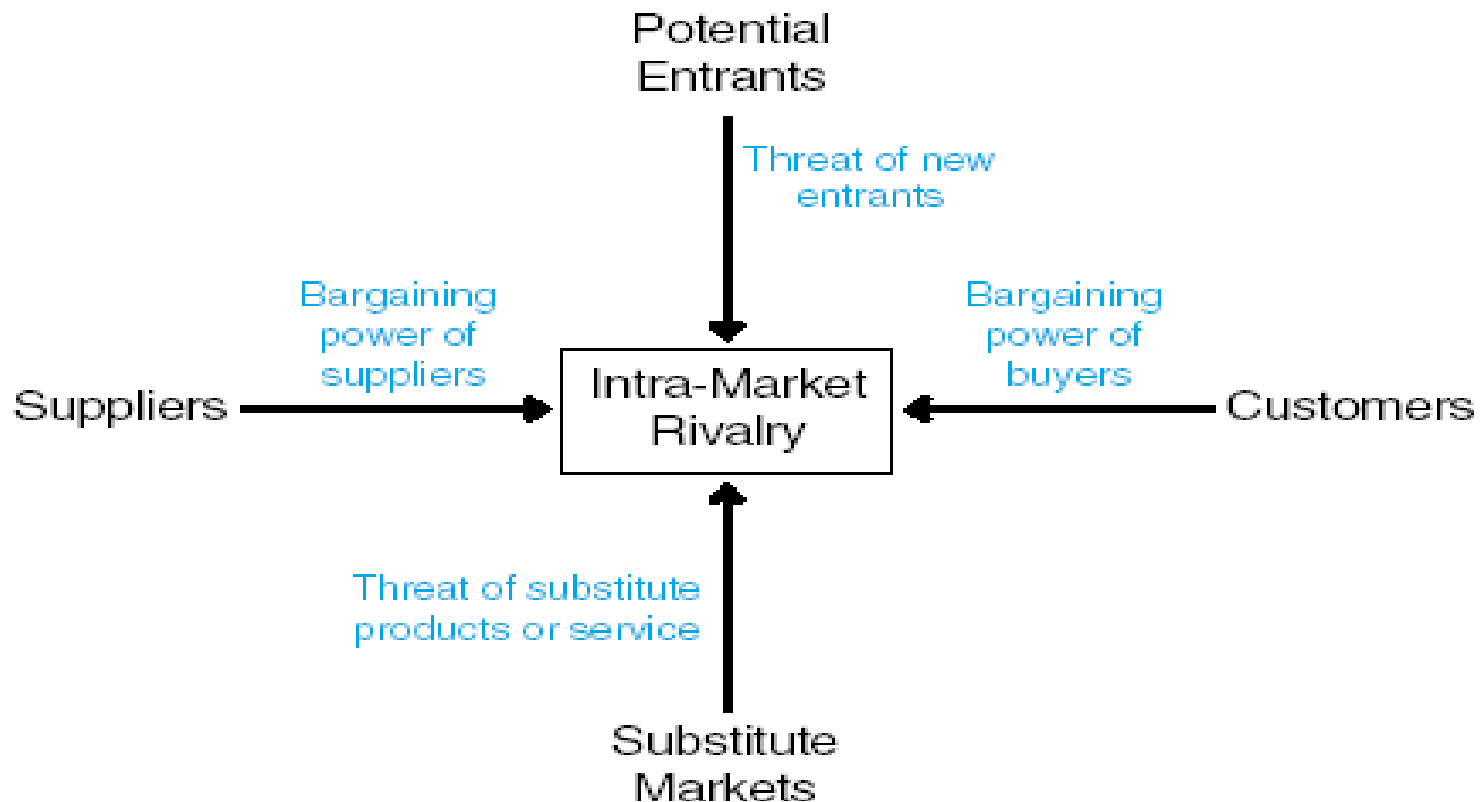 Potential
Entrants
Threat of new
entrants
Bargaining
power of
suppliers
Bargaining
power of
buyers
Suppliers
Intra-Market
Rivalry
Customers
Threat of substitute
products or service
Substitute
Markets